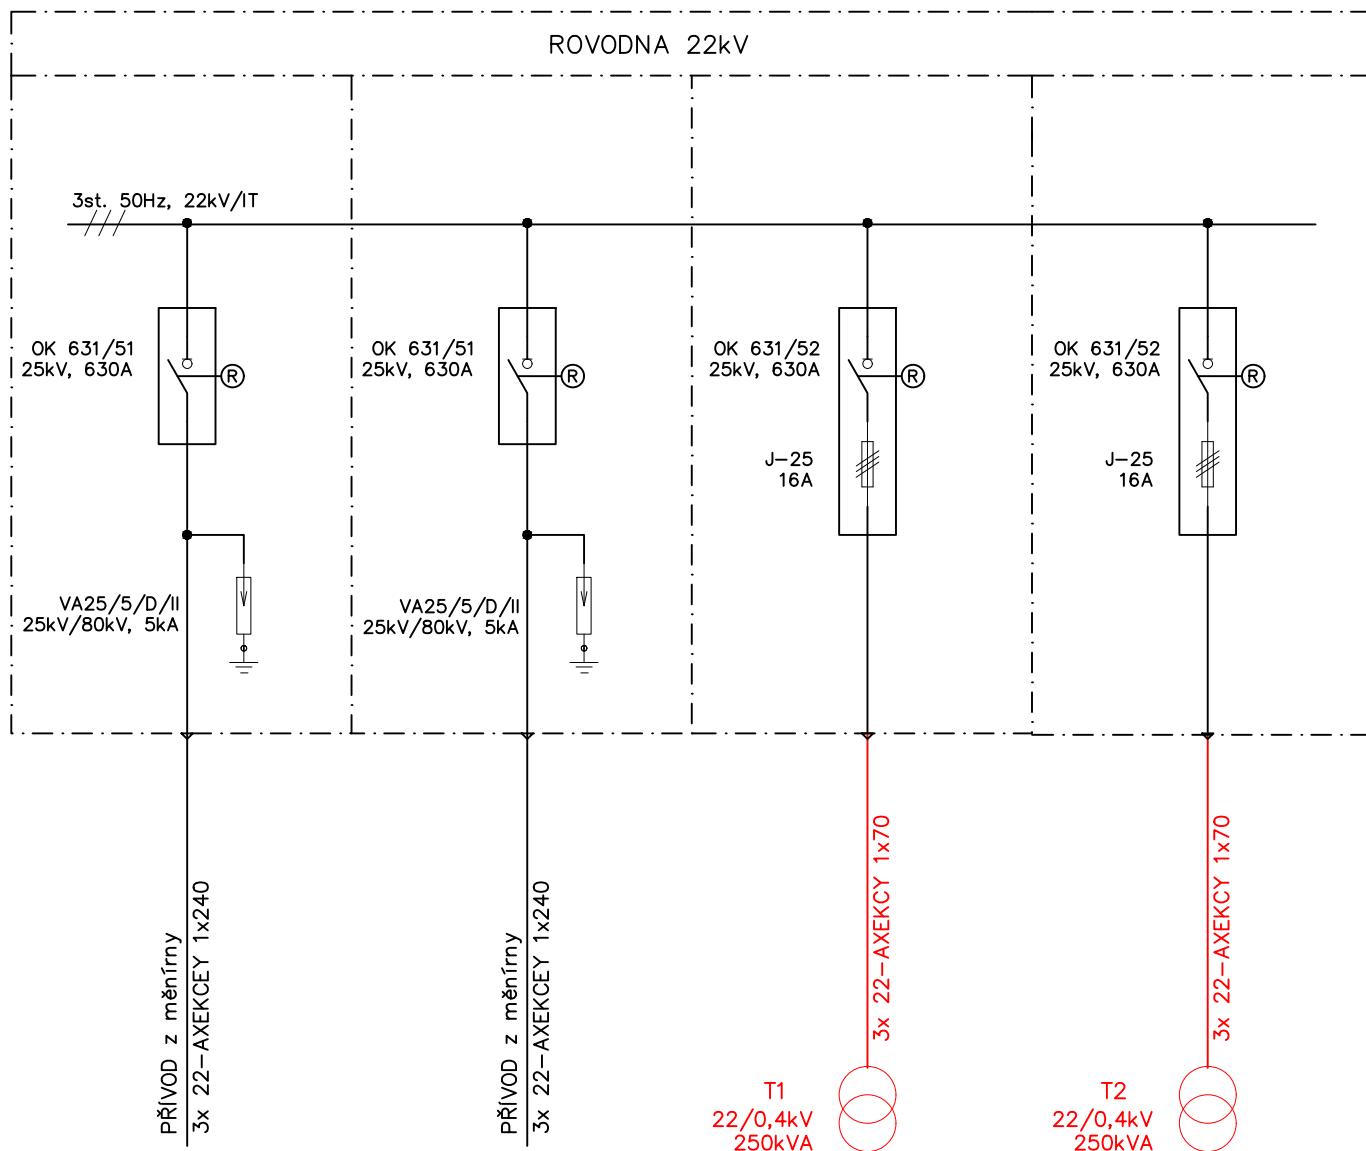 ROVODNA 22kV
3st. 50Hz, 22kV/IT
OK 631/51
25kV, 630A
R
VA25/5/D/II
25kV/80kV, 5kA
PŘÍVOD z měnírny
3x 22-AXEKCEY 1x240
OK 631/51
25kV, 630A
R
VA25/5/D/II
25kV/80kV, 5kA
PŘÍVOD z měnírny
3x 22-AXEKCEY 1x240
OK 631/52
25kV, 630A
R
J-25
16A
3x 22-AXEKCY 1x70
T1
22/0,4kV
250kVA
OK 631/52
25kV, 630A
R
J-25
16A
3x 22-AXEKCY 1x70
T2
22/0,4kV
250kVA